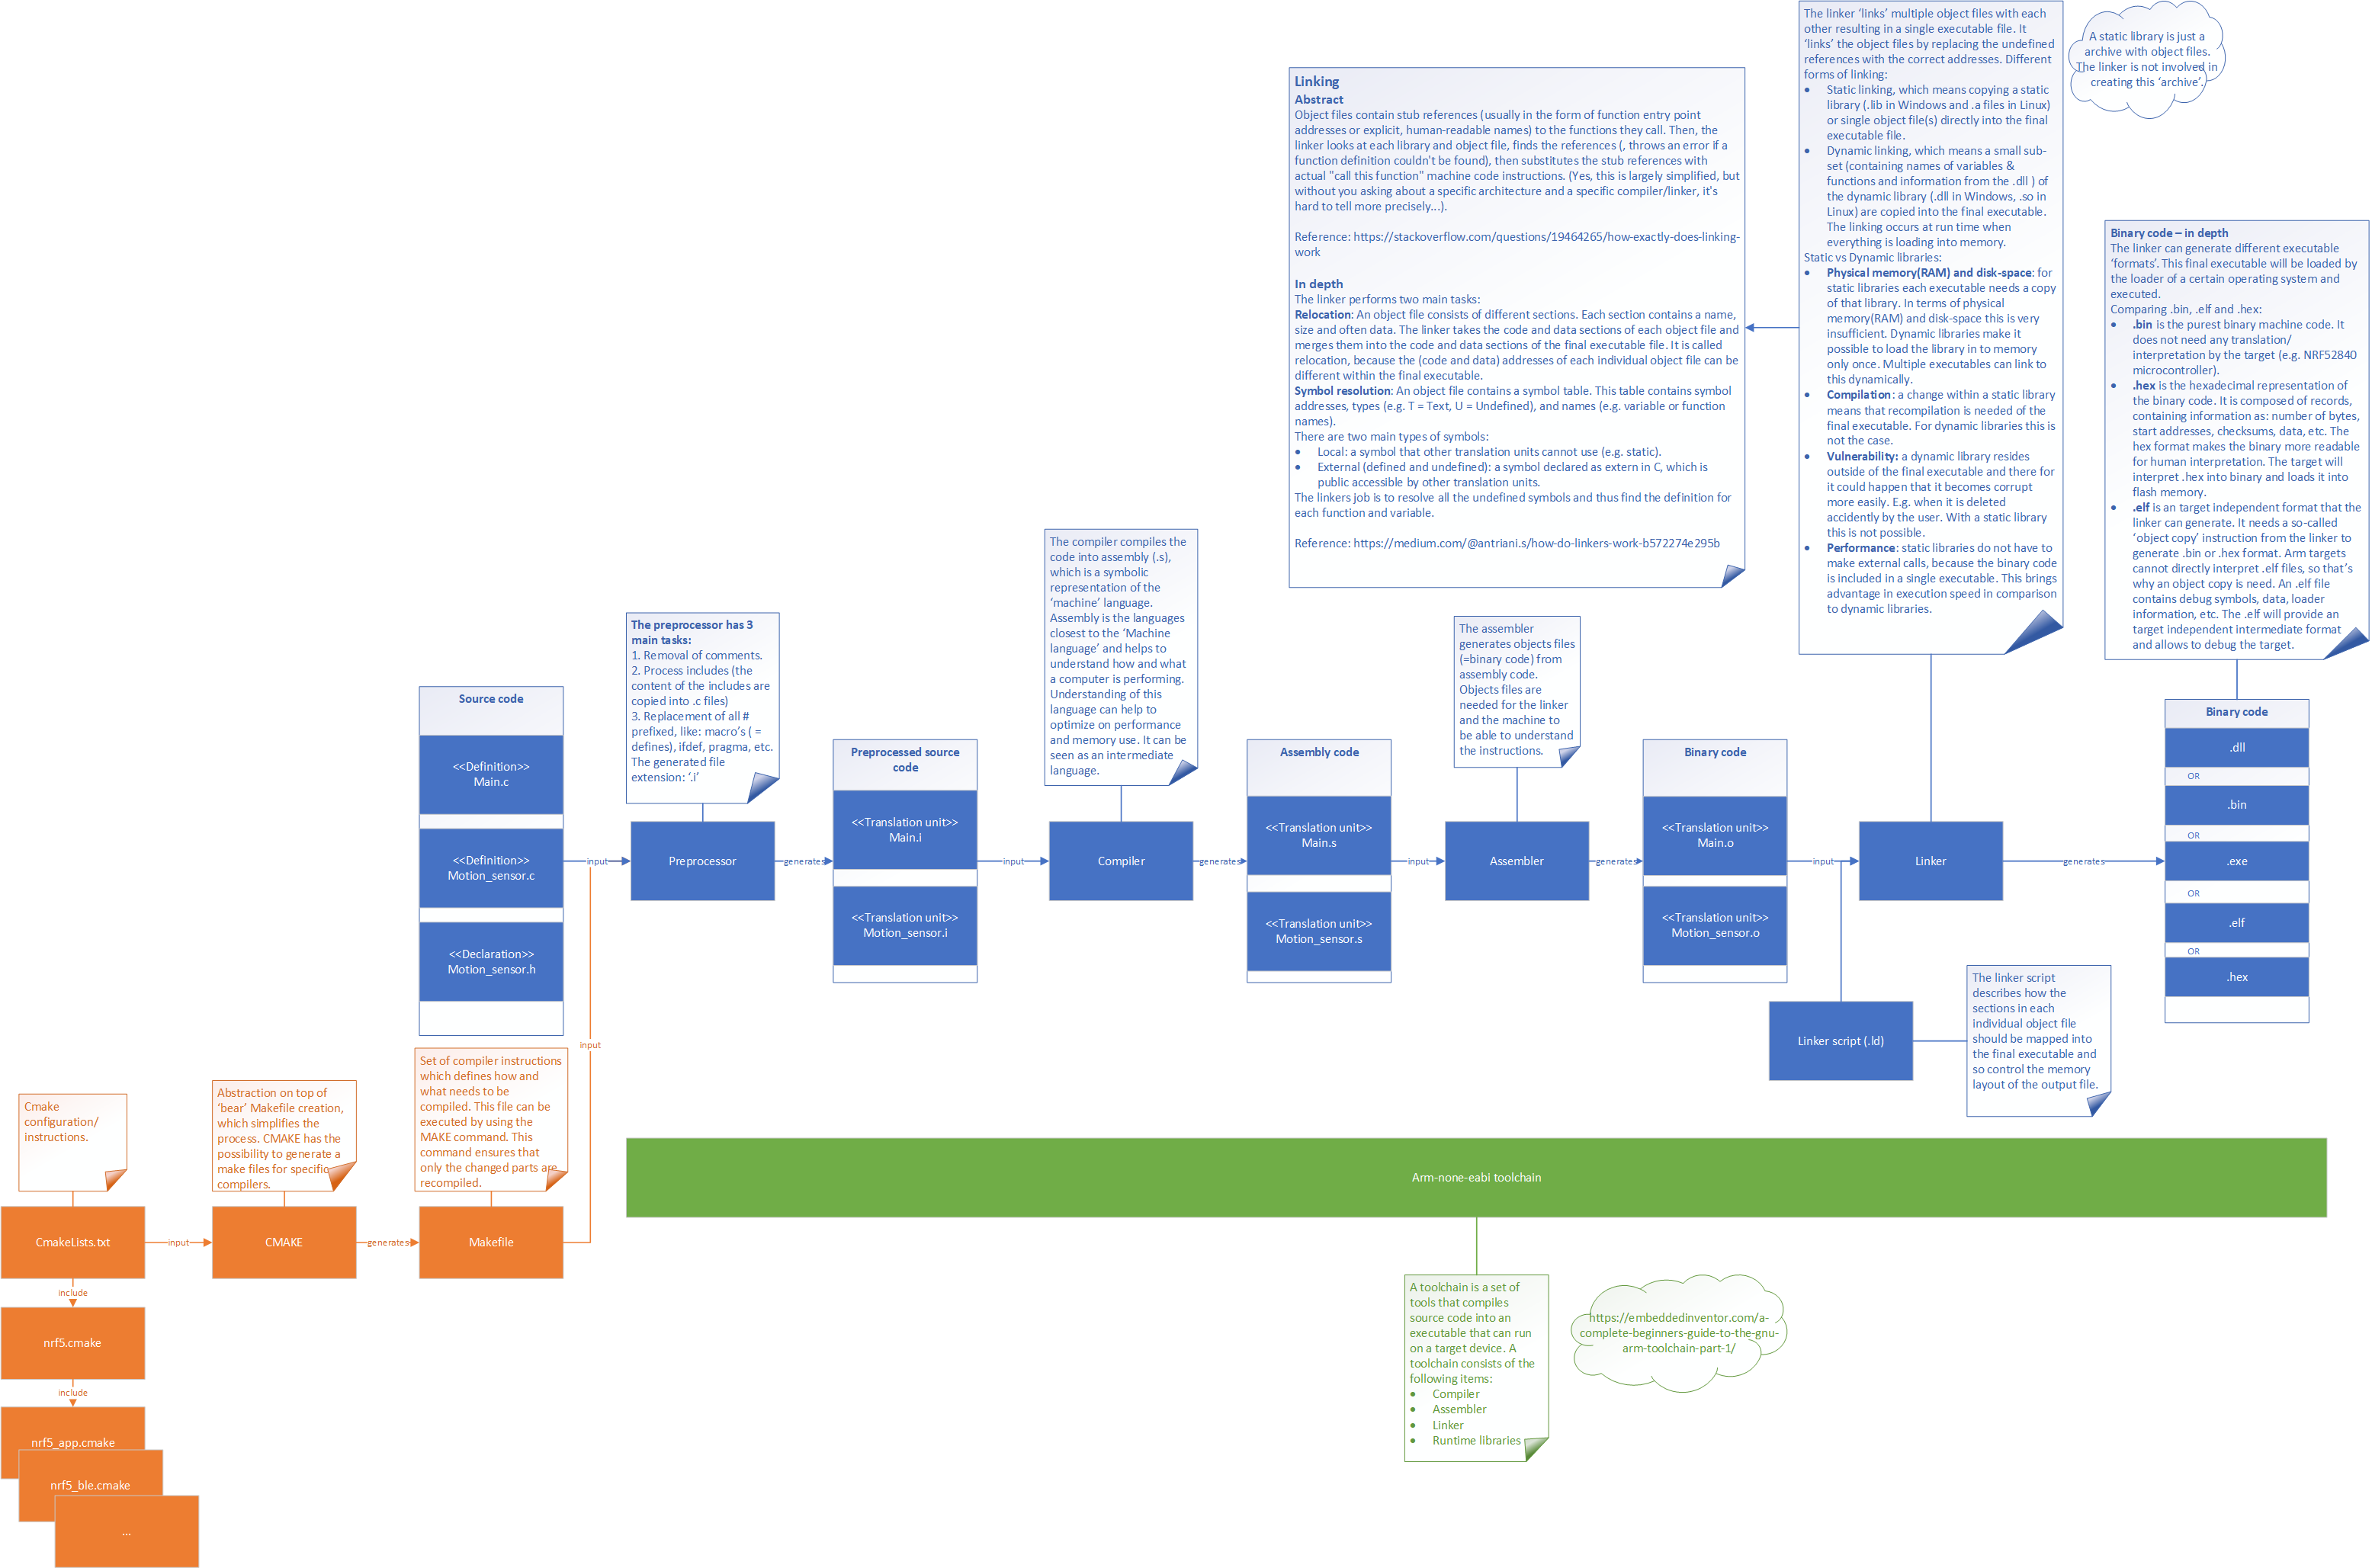 The linker ‘links’ multiple object files with each
other resulting in a single executable file. It
‘links’ the object files by replacing the undefined
references with the correct addresses. Different
forms of linking:
• Static linking, which means copying a static
library (.lib in Windows and .a files in Linux)
or single object file(s) directly into the final
executable file.
• Dynamic linking, which means a small sub-
set (containing names of variables &
functions and information from the .dll ) of
the dynamic library (.dll in Windows, .so in
Linux) are copied into the final executable.
The linking occurs at run time when
everything is loading into memory.
Static vs Dynamic libraries:
• Physical memory(RAM) and disk-space: for
static libraries each executable needs a copy
of that library. In terms of physical
memory(RAM) and disk-space this is very
insufficient. Dynamic libraries make it
possible to load the library in to memory
only once. Multiple executables can link to
this dynamically.
• Compilation: a change within a static library
means that recompilation is needed of the
final executable. For dynamic libraries this is
not the case.
• Vulnerability: a dynamic library resides
outside of the final executable and there for
it could happen that it becomes corrupt
more easily. E.g. when it is deleted
accidently by the user. With a static library
this is not possible.
• Performance: static libraries do not have to
make external calls, because the binary code
is included in a single executable. This brings
advantage in execution speed in comparison
to dynamic libraries.
A static library is just a
archive with object files.
The linker is not involved in
creating this ‘archive’.
Linking
Abstract
Object files contain stub references (usually in the form of function entry point
addresses or explicit, human-readable names) to the functions they call. Then, the
linker looks at each library and object file, finds the references (, throws an error if a
function definition couldn't be found), then substitutes the stub references with
actual "call this function" machine code instructions. (Yes, this is largely simplified, but
without you asking about a specific architecture and a specific compiler/linker, it's
hard to tell more precisely...).
Reference: https://stackoverflow.com/questions/19464265/how-exactly-does-linking-
work
In depth
The linker performs two main tasks:
Relocation: An object file consists of different sections. Each section contains a name,
size and often data. The linker takes the code and data sections of each object file and
merges them into the code and data sections of the final executable file. It is called
relocation, because the (code and data) addresses of each individual object file can be
different within the final executable.
Symbol resolution: An object file contains a symbol table. This table contains symbol
addresses, types (e.g. T = Text, U = Undefined), and names (e.g. variable or function
names).
There are two main types of symbols:
• Local: a symbol that other translation units cannot use (e.g. static).
• External (defined and undefined): a symbol declared as extern in C, which is
public accessible by other translation units.
The linkers job is to resolve all the undefined symbols and thus find the definition for
each function and variable.
Reference: https://medium.com/@antriani.s/how-do-linkers-work-b572274e295b
Binary code – in depth
The linker can generate different executable
‘formats’. This final executable will be loaded by
the loader of a certain operating system and
executed.
Comparing .bin, .elf and .hex:
• .bin is the purest binary machine code. It
does not need any translation/
interpretation by the target (e.g. NRF52840
microcontroller).
• .hex is the hexadecimal representation of
the binary code. It is composed of records,
containing information as: number of bytes,
start addresses, checksums, data, etc. The
hex format makes the binary more readable
for human interpretation. The target will
interpret .hex into binary and loads it into
flash memory.
• .elf is an target independent format that the
linker can generate. It needs a so-called
‘object copy’ instruction from the linker to
generate .bin or .hex format. Arm targets
cannot directly interpret .elf files, so that’s
why an object copy is need. An .elf file
contains debug symbols, data, loader
information, etc. The .elf will provide an
target independent intermediate format
and allows to debug the target.
The compiler compiles the
code into assembly (.s),
which is a symbolic
representation of the
‘machine’ language.
Assembly is the languages
closest to the ‘Machine
language’ and helps to
understand how and what
a computer is performing.
Understanding of this
language can help to
optimize on performance
and memory use. It can be
seen as an intermediate
language.
The preprocessor has 3
main tasks:
1. Removal of comments.
2. Process includes (the
content of the includes are
copied into .c files)
3. Replacement of all #
prefixed, like: macro’s ( =
defines), ifdef, pragma, etc.
The generated file
extension: ‘.i’
The assembler
generates objects files
(=binary code) from
assembly code.
Objects files are
needed for the linker
and the machine to
be able to understand
the instructions.
Source code
<<Definition>>
Main.c
<<Definition>>
Motion_sensor.c
<<Declaration>>
Motion_sensor.h
input
Preprocessor
generates
Preprocessed source
code
<<Translation unit>>
Main.i
<<Translation unit>>
Motion_sensor.i
input
Compiler
generates
Assembly code
<<Translation unit>>
Main.s
<<Translation unit>>
Motion_sensor.s
input
Assembler
generates
Binary code
<<Translation unit>>
Main.o
<<Translation unit>>
Motion_sensor.o
input
Linker
generates
Binary code
.dll
OR
.bin
OR
.exe
OR
.elf
OR
.hex
Linker script (.ld)
The linker script
describes how the
sections in each
individual object file
should be mapped into
the final executable and
so control the memory
layout of the output file.
input
Cmake
configuration/
instructions.
Abstraction on top of
‘bear’ Makefile creation,
which simplifies the
process. CMAKE has the
possibility to generate a
make files for specific
compilers.
Set of compiler instructions
which defines how and
what needs to be
compiled. This file can be
executed by using the
MAKE command. This
command ensures that
only the changed parts are
recompiled.
CmakeLists.txt
input
CMAKE
generates
Makefile
include
nrf5.cmake
include
nrf5_app.cmake
nrf5_ble.cmake
...
Arm-none-eabi toolchain
A toolchain is a set of
tools that compiles
source code into an
executable that can run
on a target device. A
toolchain consists of the
following items:
• Compiler
• Assembler
• Linker
• Runtime libraries
https://embeddedinventor.com/a-
complete-beginners-guide-to-the-gnu-
arm-toolchain-part-1/